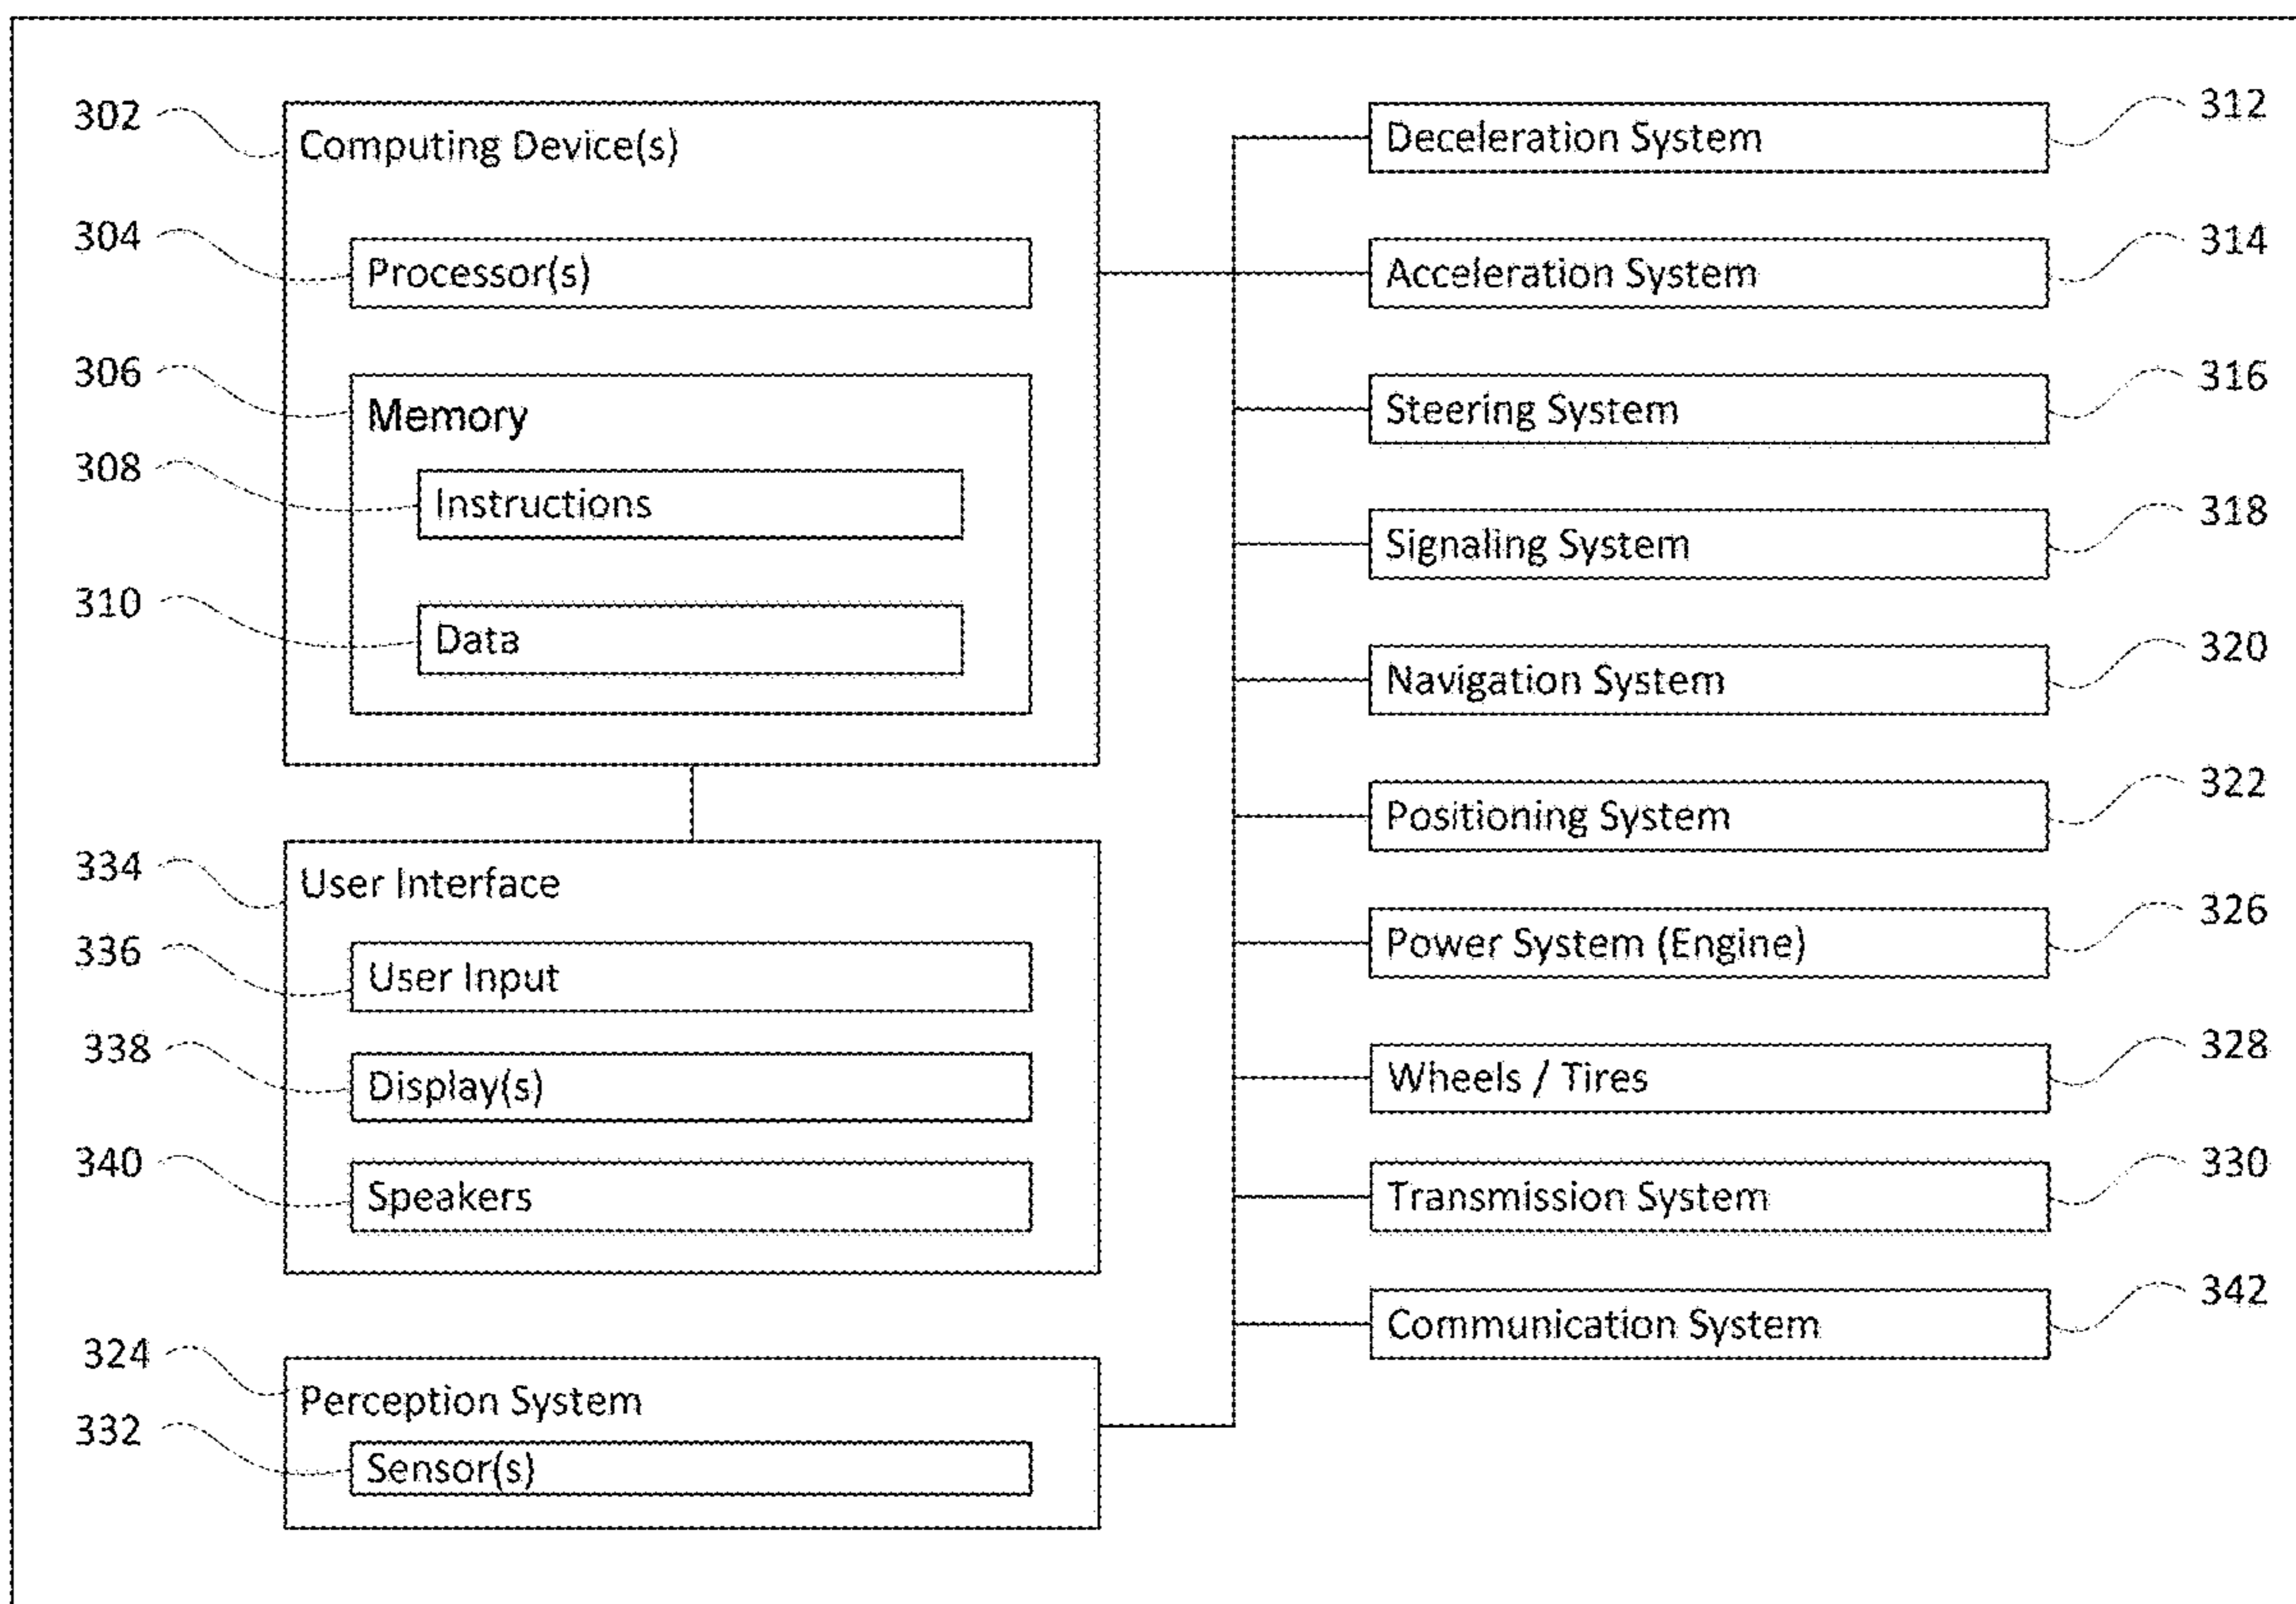 302
Computing Device(s)
304
Processor(s)
306
Memory
308
Instructions
310
Data
334
User Interface
336
User Input
338
Display(s)
340
Speakers
324
Perception System
332
Sensor(s)
Deceleration System
312
Acceleration System
314
Steering System
316
Signaling System
318
Navigation System
320
Positioning System
322
Power System (Engine)
326
Wheels / Tires
328
Transmission System
330
Communication System
342